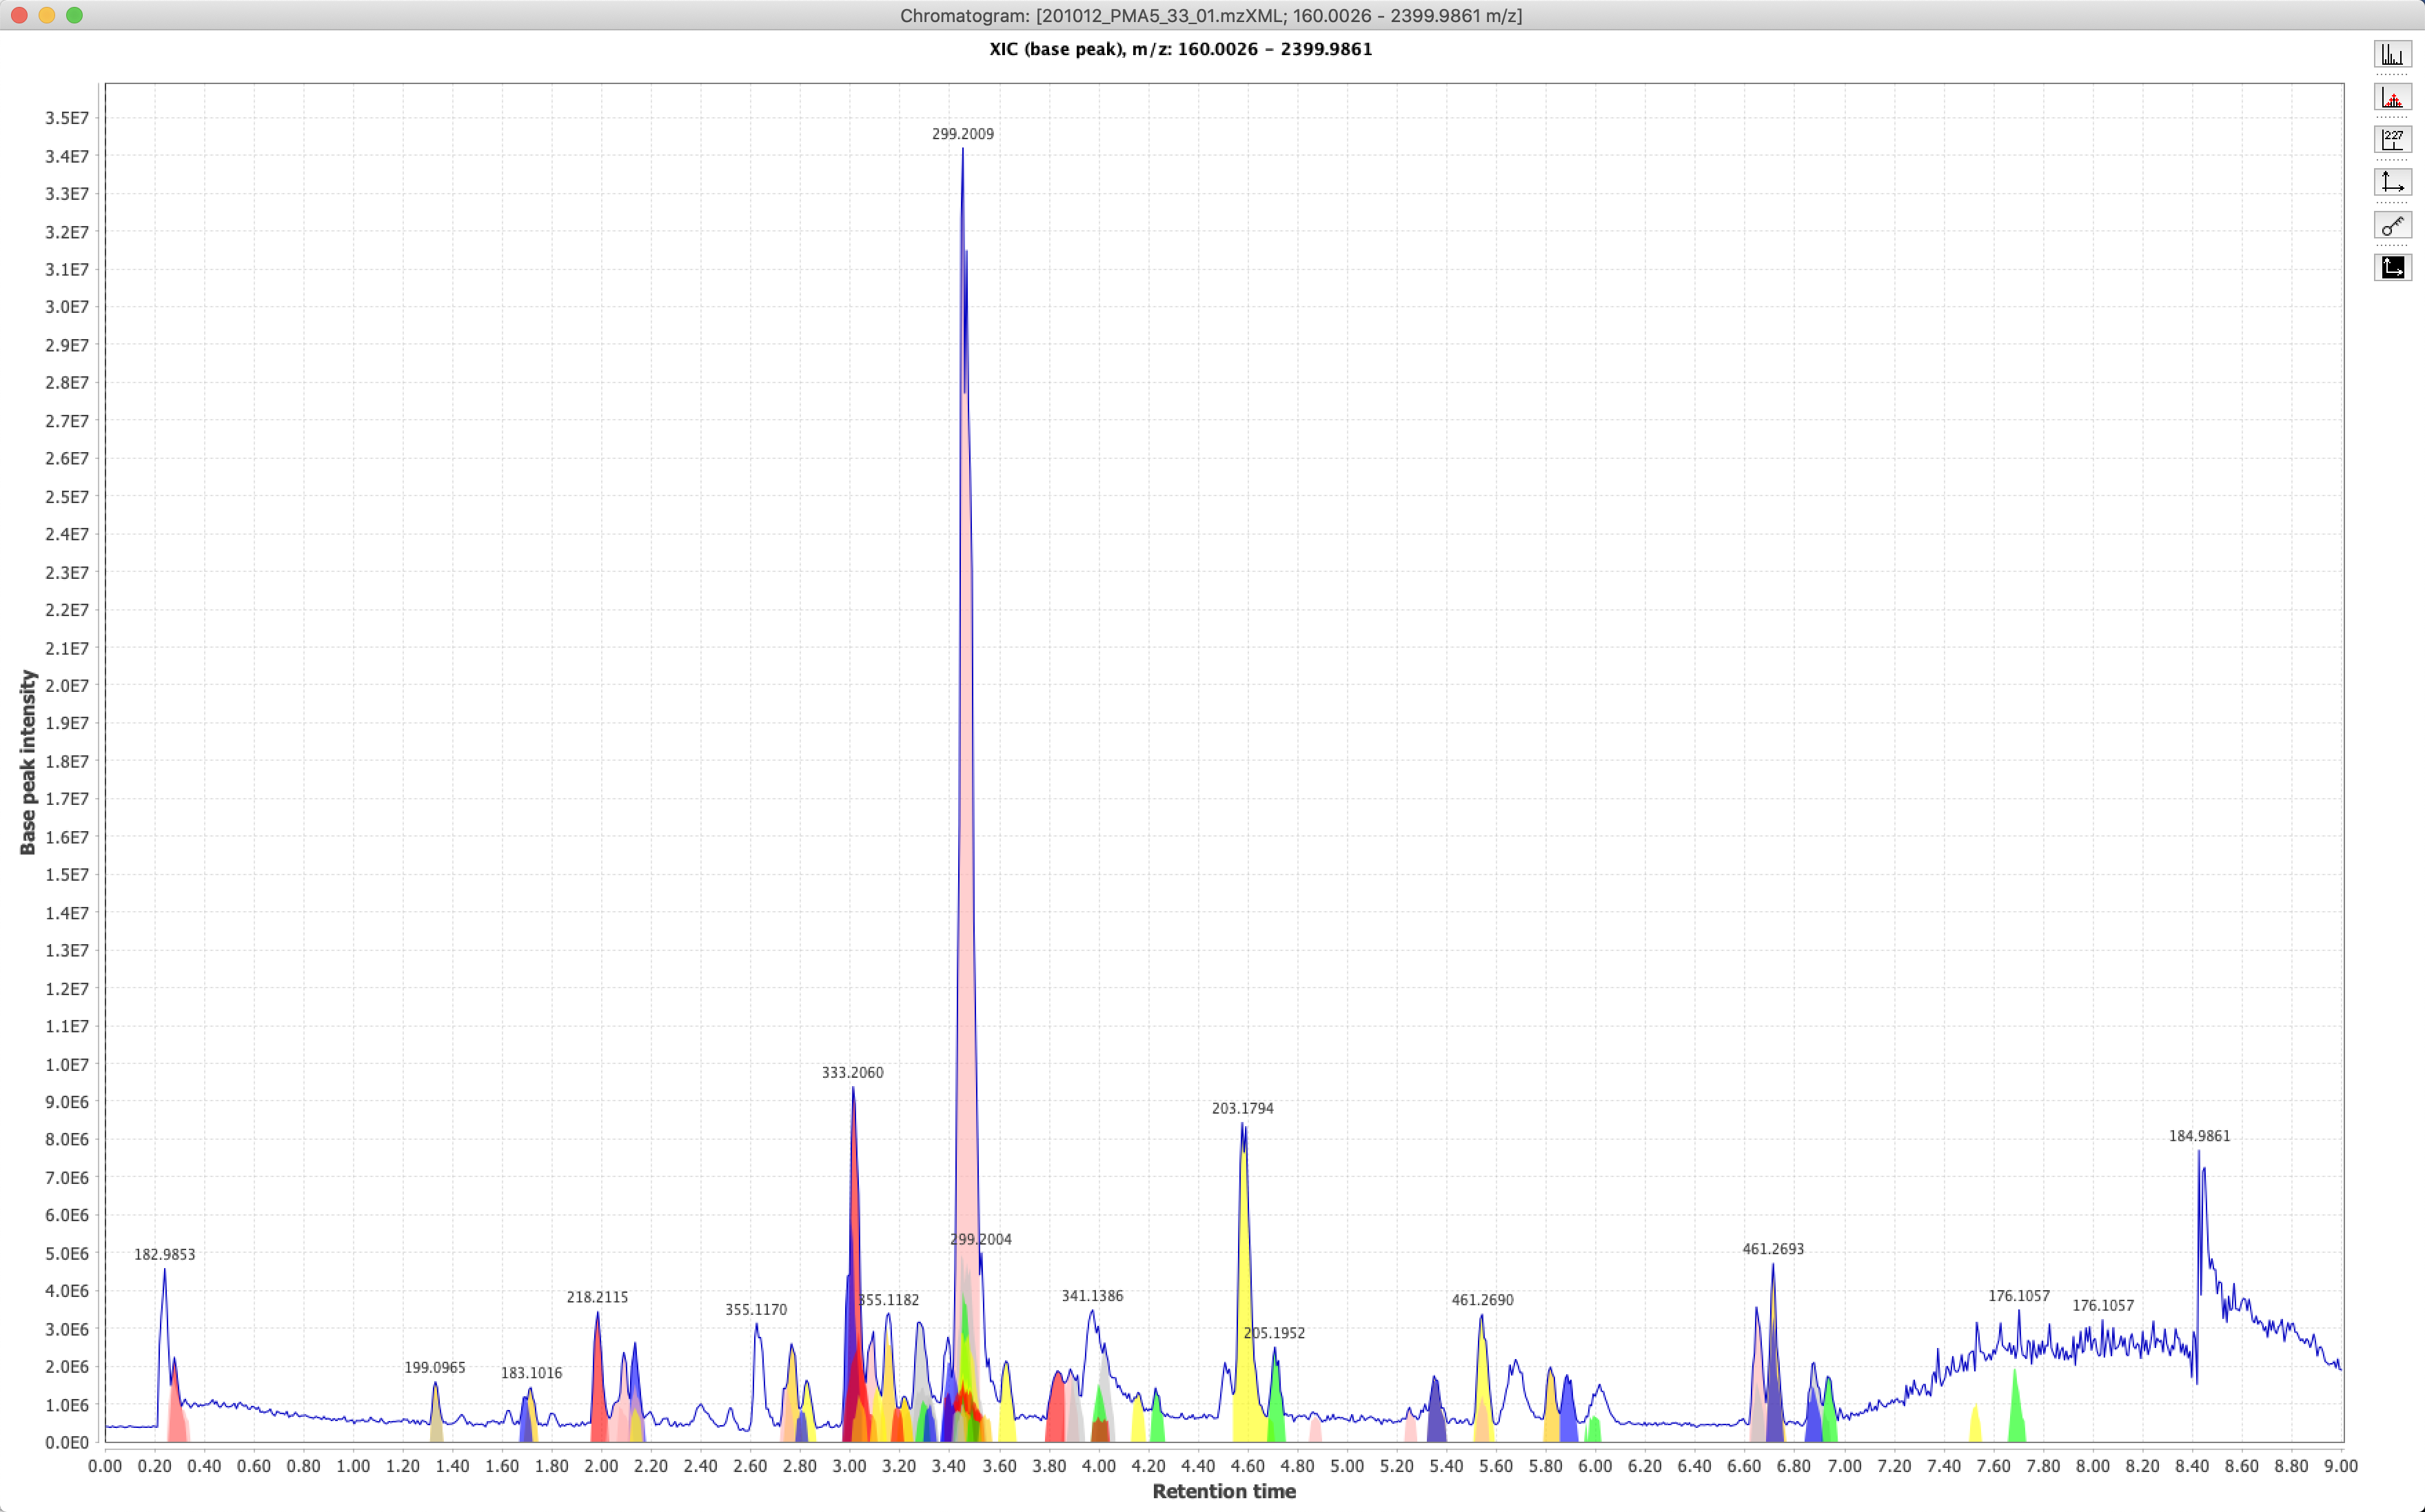 Chromatogram: [201012_PMA5_33_01.mzXML; 160.0026 - 2399.9861 m/z]
XIC (base peak), m/z: 160.0026 - 2399.9861
227
Base peak intensity
3.5E7
3.4E7
3.3E7
3.2E7
3.1E7
3.0E7
2.9E7
2.8E7
2.7E7
2.6E7
2.5E7
2.4E7
2.3E7
2.2E7
2.1E7
2.0E7
1.9E7
1.8E7
1.7E7
1.6E7
1.5E7
1.4E7
1.3E7
1.2E7
1.1E7
1.0E7
9.0E6
8.0E6
7.0E6
6.0E6
5.0E6
4.0E6
3.0E6
2.0E6
1.0E6
0.0E0
299.2009
333.2060
203.1794
184.9861
299.2004
461.2693
182.9853
218.2115
355.1170
355.1182
341.1386
205.1952
461.2690
176.1057
176.1057
199.0965
183.1016
0.00 0.20 0.40 0.60 0.80 1.00 1.20 1.40 1.60 1.80 2.00 2.20 2.40 2.60 2.80 3.00 3.20 3.40 3.60 3.80 4.00 4.20 4.40 4.60 4.80 5.00 5.20 5.40 5.60 5.80 6.00 6.20 6.40 6.60 6.80 7.00 7.20 7.40 7.60 7.80 8.00 8.20 8.40 8.60 8.80 9.00
Retention time